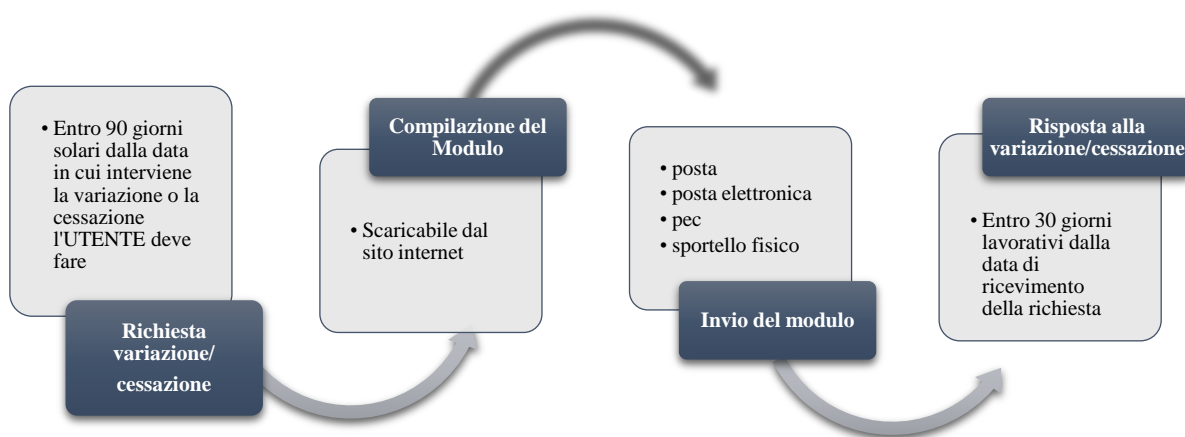 • Entro 90 giorni
solari dalla data
in cui interviene
la variazione o la
cessazione
l'UTENTE deve
fare
Richiesta
variazione/
cessazione
Compilazione del
Modulo
• Scaricabile dal
sito internet
• posta
• posta elettronica
• pec
• sportello fisico
Invio del modulo
Risposta alla
variazione/cessazione
• Entro 30 giorni
lavorativi dalla
data di
ricevimento
della richiesta